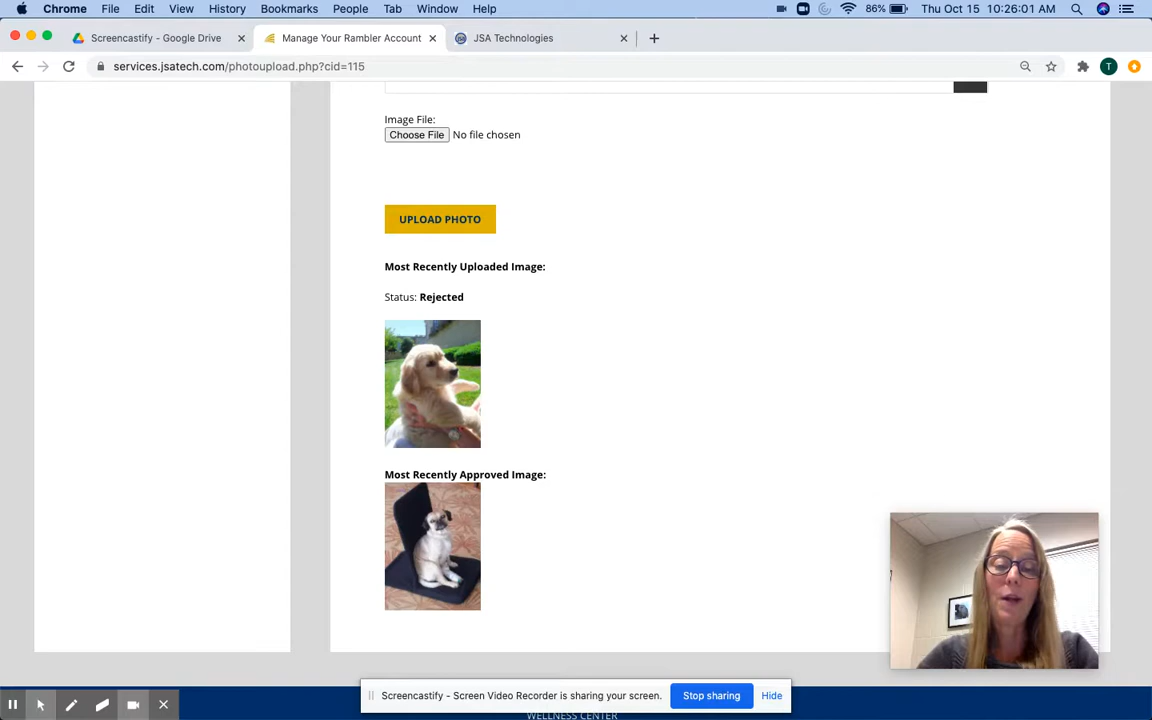 Chrome File Edit View History Bookmarks People Tab Window Help 86% Thu Oct 15 10:26:01 AM
Screencastify - Google Drive Manage Your Rambler Account JSA Technologies
services.jsatech.com/photoupload.php?cid=115 T
Image File:
Choose File No file chosen
UPLOAD PHOTO
Most Recently Uploaded Image:
Status: Rejected
Most Recently Approved Image:
Screencastify - Screen Video Recorder is sharing your screen. Stop sharing Hide
WELLNESS CENTER